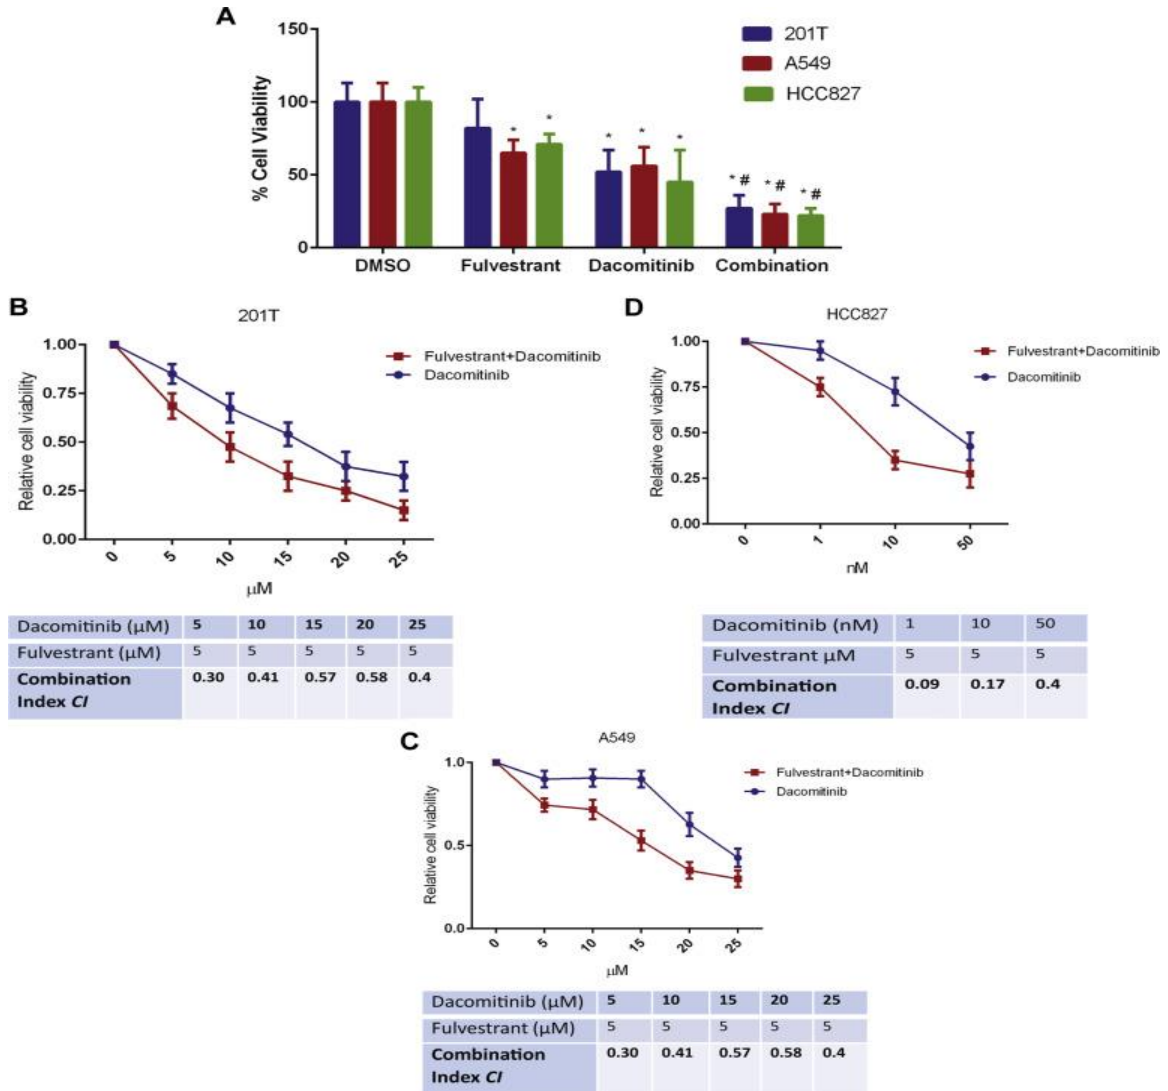 A
150
100
50
0
% Cell Viability
201T
A549
HCC827
*
*
*
*
*
* #
* #
* #
DMSO
Fulvestrant
Dacomitinib
Combination
B
201T
1.00
0.75
0.50
0.25
0.00
Relative cell viability
Fulvestrant+Dacomitinib
Dacomitinib
0
5
10
15
20
25
μM
Dacomitinib (μM) 5 10 15 20 25
Fulvestrant (μM) 5 5 5 5 5
Combination 0.30 0.41 0.57 0.58 0.4
Index CI
D
HCC827
1.00
0.75
0.50
0.25
0.00
Relative cell viability
Fulvestrant+Dacomitinib
Dacomitinib
0
1
10
50
nM
Dacomitinib (nM) 1 10 50
Fulvestrant μM 5 5 5
Combination 0.09 0.17 0.4
Index CI
C
A549
1.0
0.5
0.0
Relative cell viability
Fulvestrant+Dacomitinib
Dacomitinib
0
5
10
15
20
25
μM
Dacomitinib (μM) 5 10 15 20 25
Fulvestrant (μM) 5 5 5 5 5
Combination 0.30 0.41 0.57 0.58 0.4
Index CI